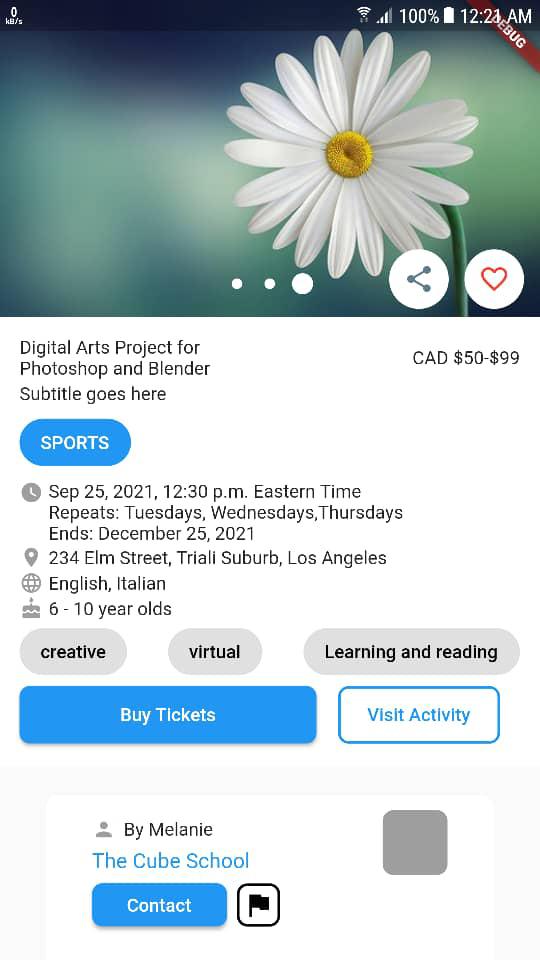 0
kB/s
100%
12:21 AM
DEBUG
Digital Arts Project for
Photoshop and Blender
CAD $50-$99
Subtitle goes here
SPORTS
Sep 25, 2021, 12:30 p.m. Eastern Time
Repeats: Tuesdays, Wednesdays,Thursdays
Ends: December 25, 2021
234 Elm Street, Triali Suburb, Los Angeles
English, Italian
6 - 10 year olds
creative
virtual
Learning and reading
Buy Tickets
Visit Activity
By Melanie
The Cube School
Contact